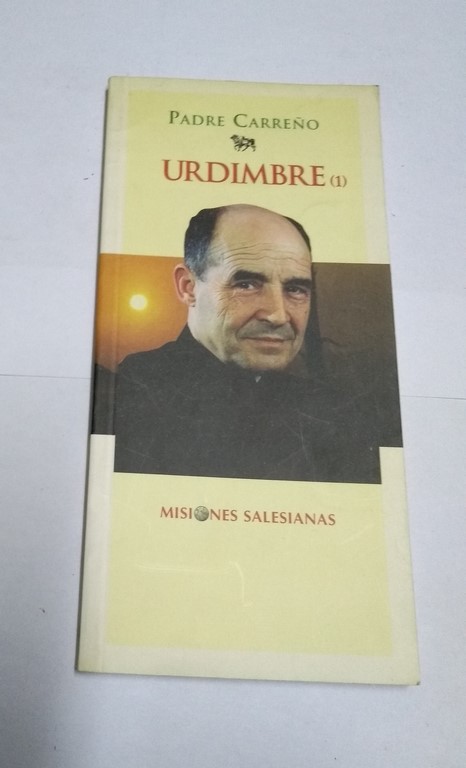 PADRE CARREÑO
URDIMBRE (1)
MISIONES SALESIANAS